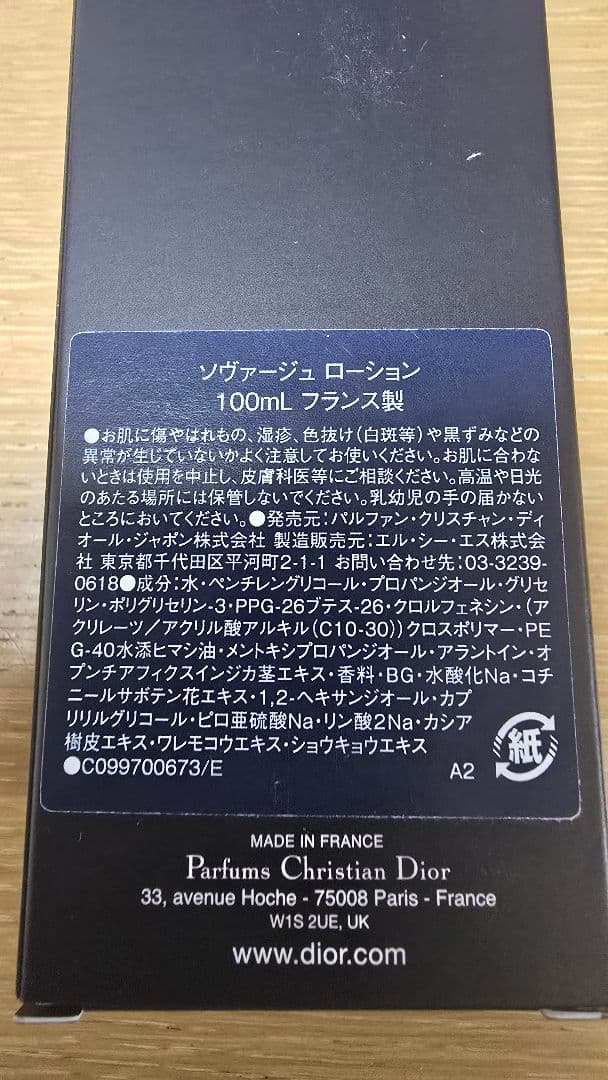 ソヴァージュ ローション
100mL フランス製
●お肌に傷やはれもの、湿疹、色抜け(白斑等)や黒ずみなどの
異常が生じていないかよく注意してお使いください。お肌に合わな
いときは使用を中止し、皮膚科医等にご相談ください。高温や日光
のあたる場所には保管しないでください。乳幼児の手の届かない
ところにおいてください。●発売元:パルファン・クリスチャン・ディ
オール・ジャポン株式会社 製造販売元:エル・シー・エス株式会
社 東京都千代田区平河町2-1-1 お問い合わせ先:03-3239-
0618●成分:水・ペンチレングリコール・プロパンジオール・グリセ
リン・ポリグリセリン-3・PPG-26ブテス-26・クロルフェネシン・(ア
クリレーツ/アクリル酸アルキル(C10-30))クロスポリマー・PE
G-40水添ヒマシ油・メントキシプロパンジオール・アラントイン・オ
プンチアフィクスインジカ茎エキス・香料・BG・水酸化Na・コチ
ニールサボテン花エキス・1,2-ヘキサンジオール・カプ
リリルグリコール・ピロ亜硫酸Na・リン酸2Na・カシア
樹皮エキス・ワレモコウエキス・ショウキョウエキス
●C099700673/E A2
紙
MADE IN FRANCE
Parfums Christian Dior
33, avenue Hoche - 75008 Paris - France
W1S 2UE, UK
www.dior.com